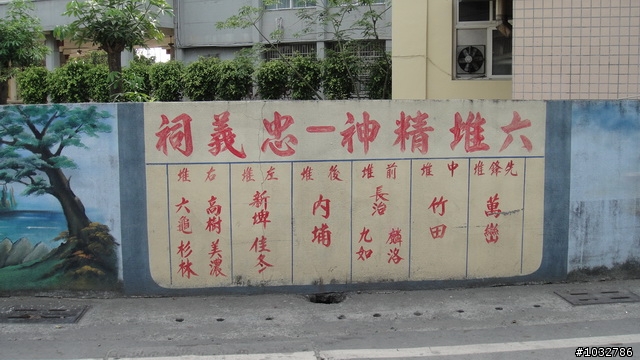 六堆精神─忠義祠
先鋒堆
萬巒
中堆
竹田
前堆
麟洛
長治 九如
後堆
內埔
左堆
新埤 佳冬
右堆
高樹 美濃
六龜 杉林
#1032786